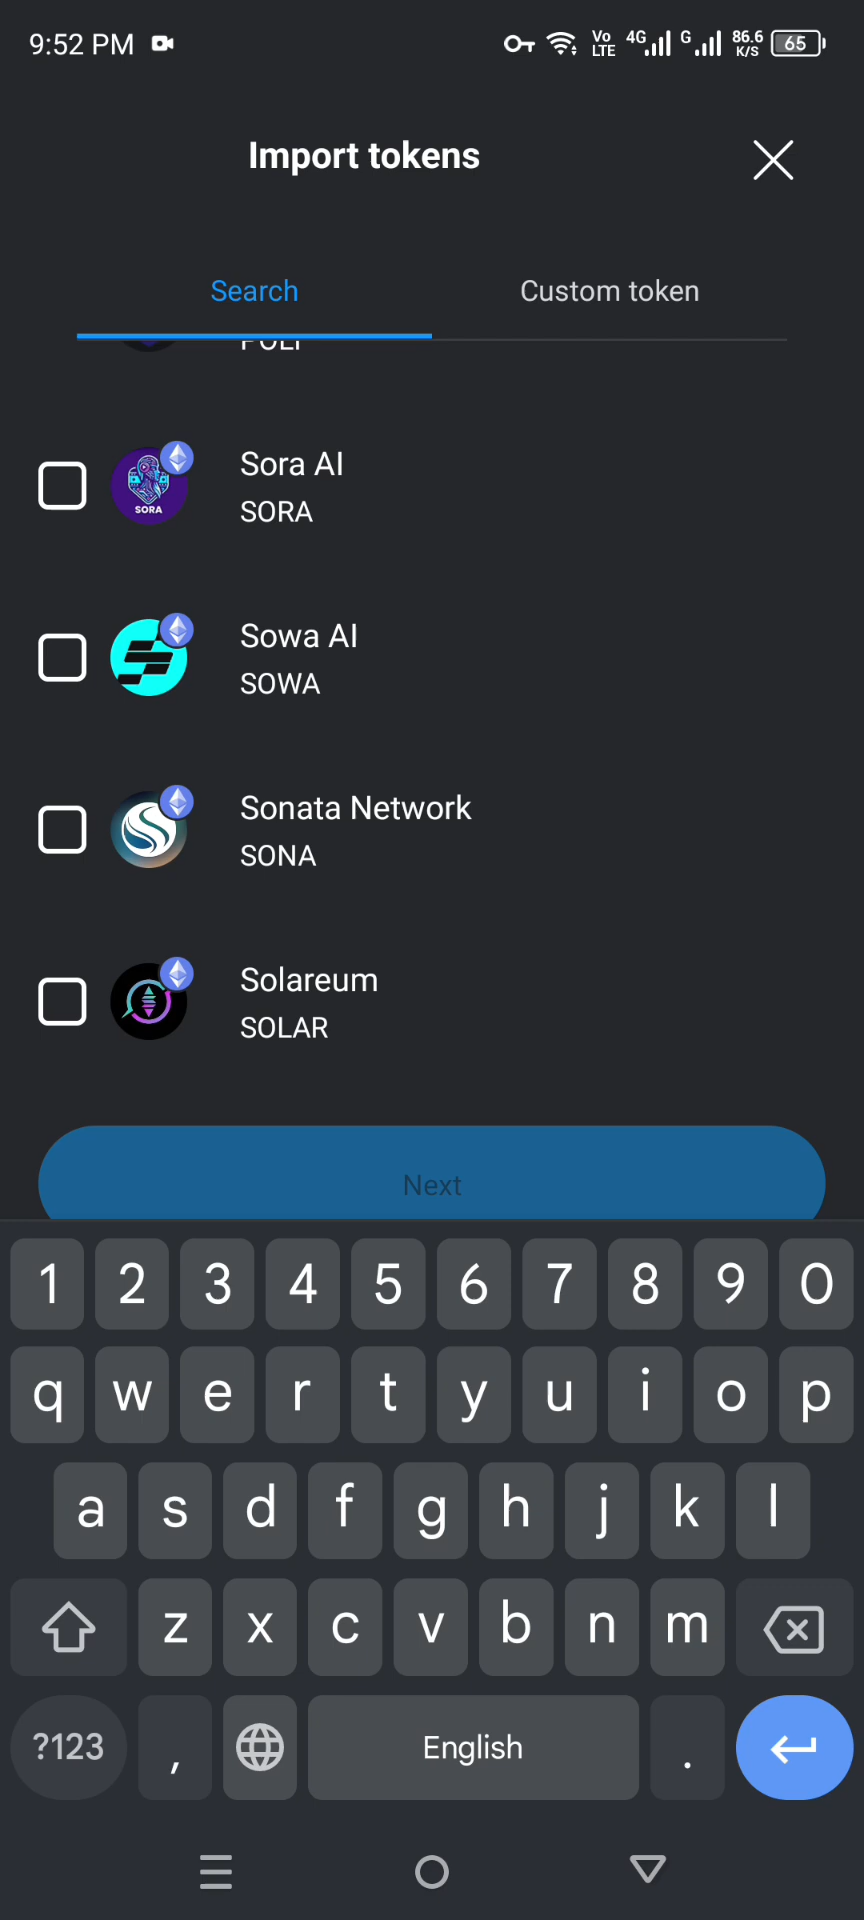 9:52 PM
Vo LTE 4G G 86.6 K/S 65
Import tokens
Search
Custom token
Sora AI
SORA
SORA
Sowa AI
SOWA
Sonata Network
SONA
Solareum
SOLAR
Next
1 2 3 4 5 6 7 8 9 0
q w e r t y u i o p
a s d f g h j k l
z x c v b n m
?123 , English .